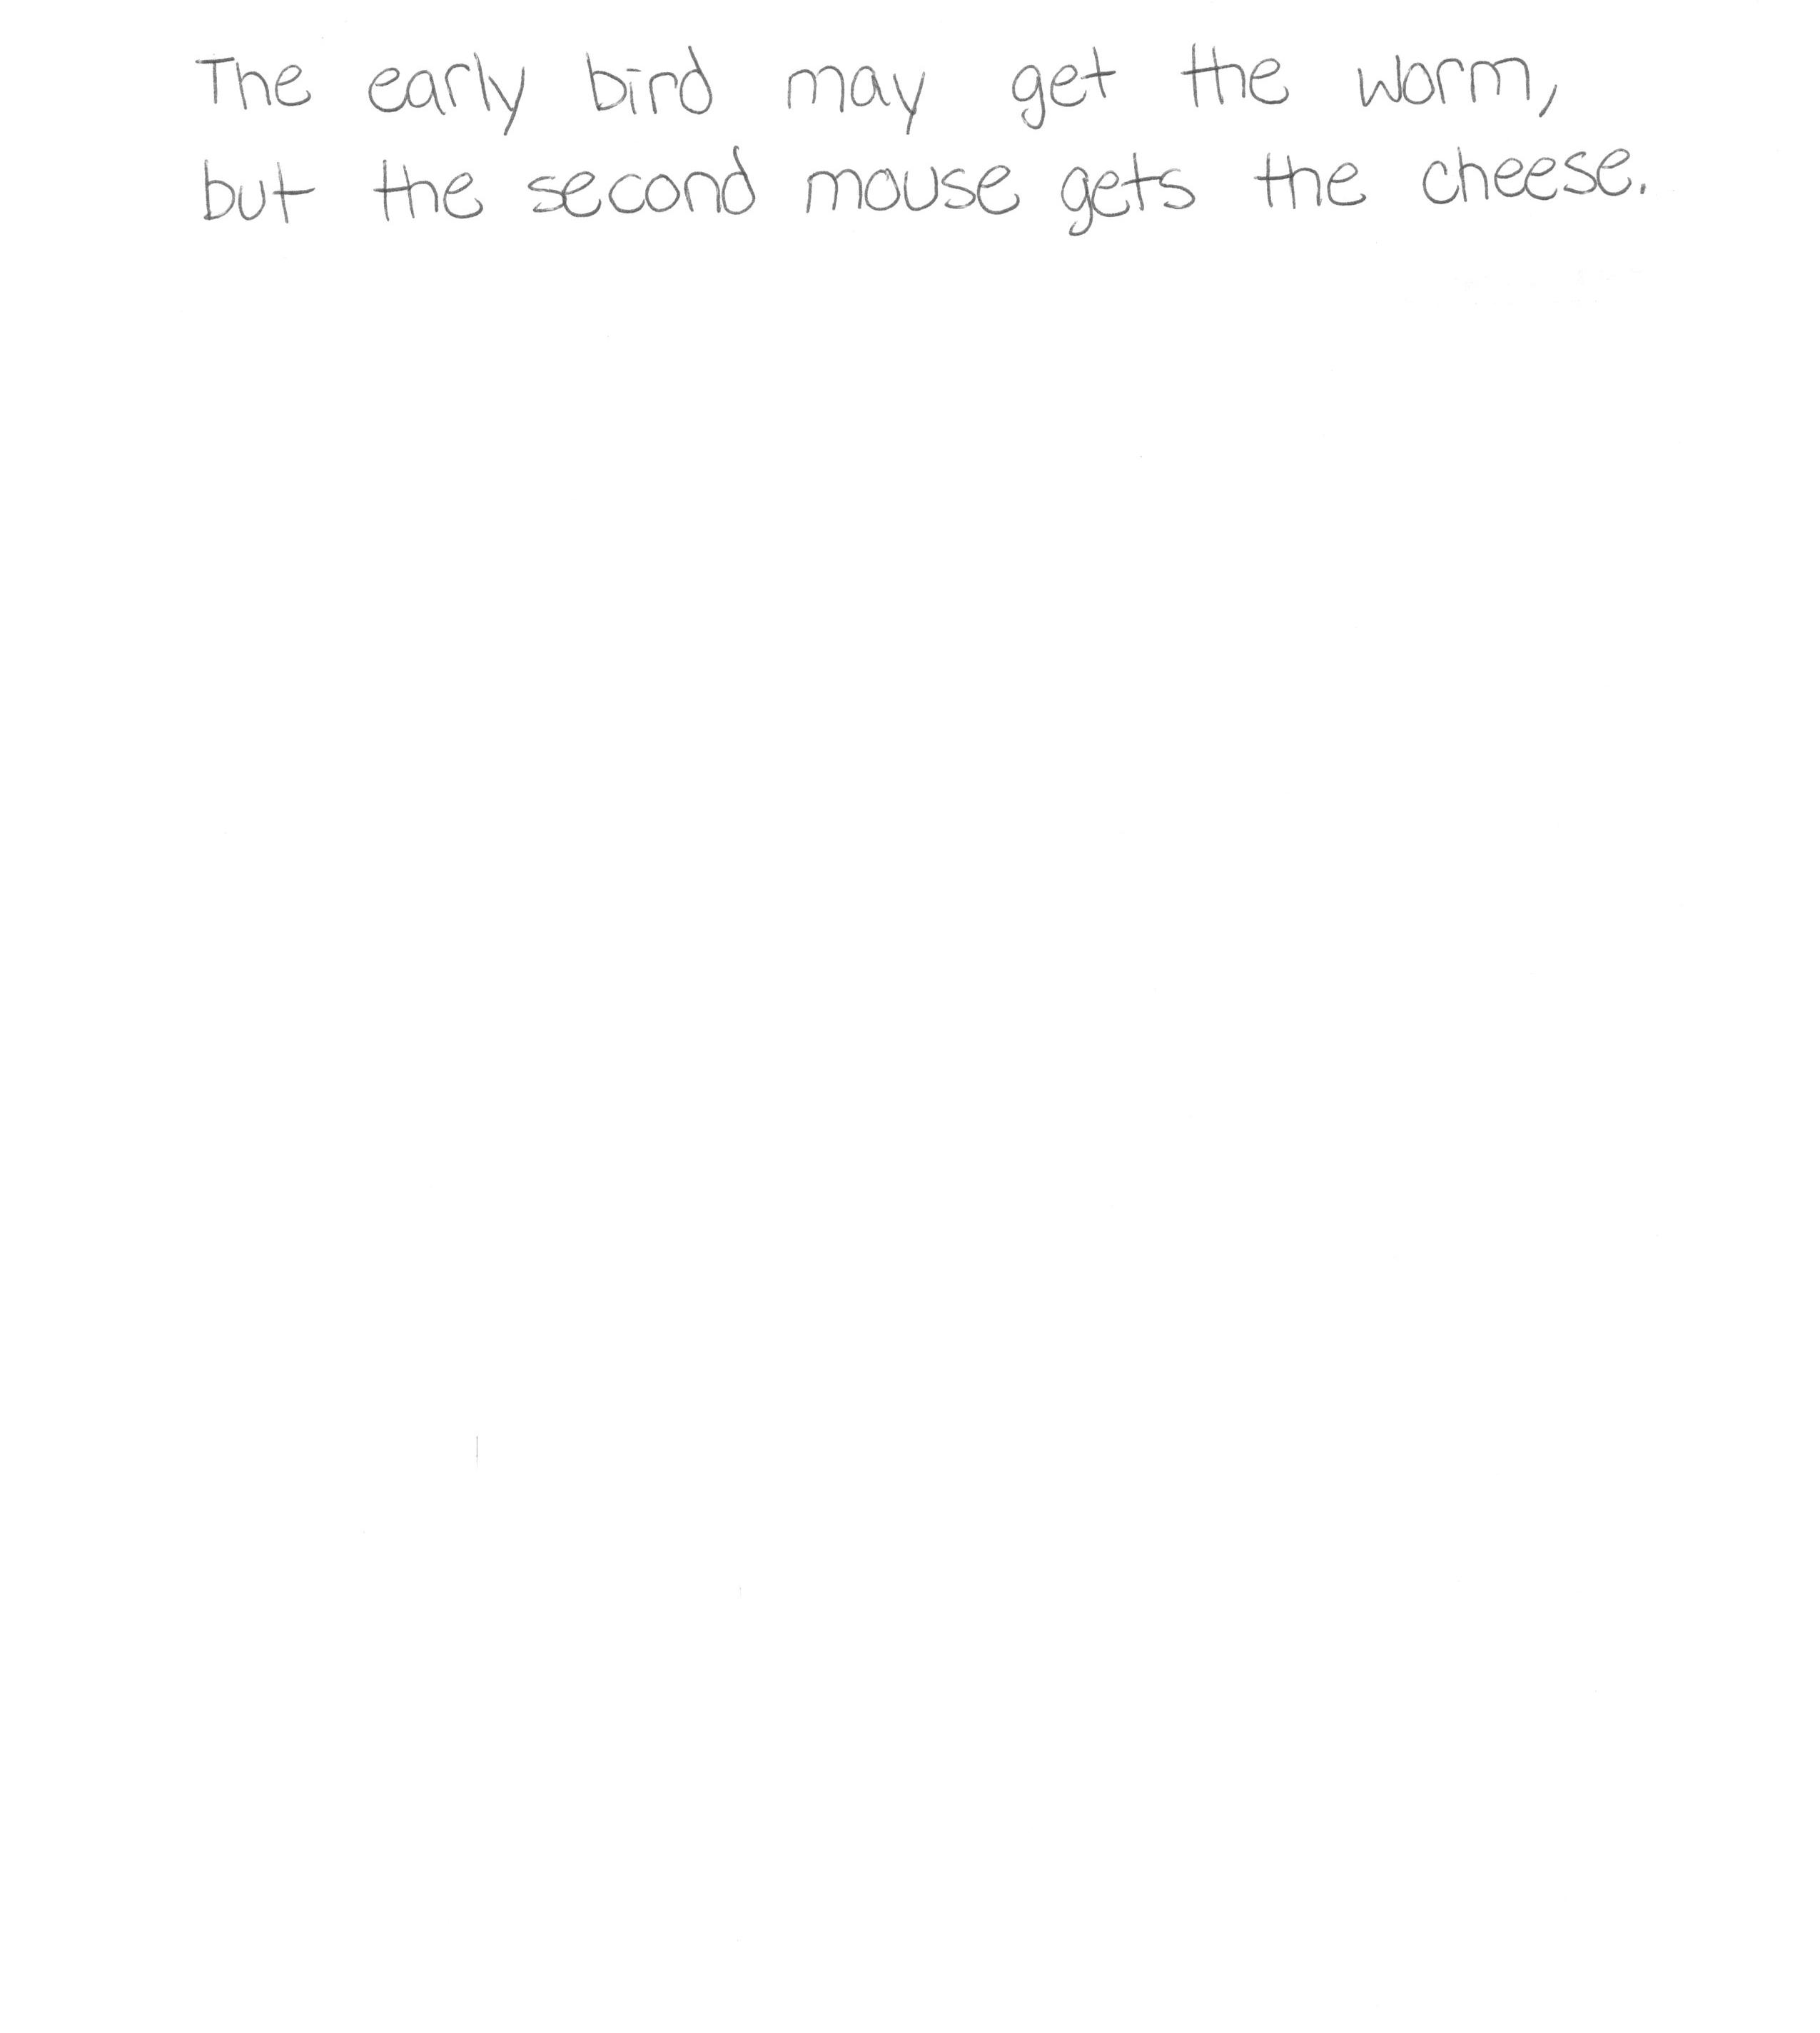 The early bird may get the worm,
but the second mouse gets the cheese.